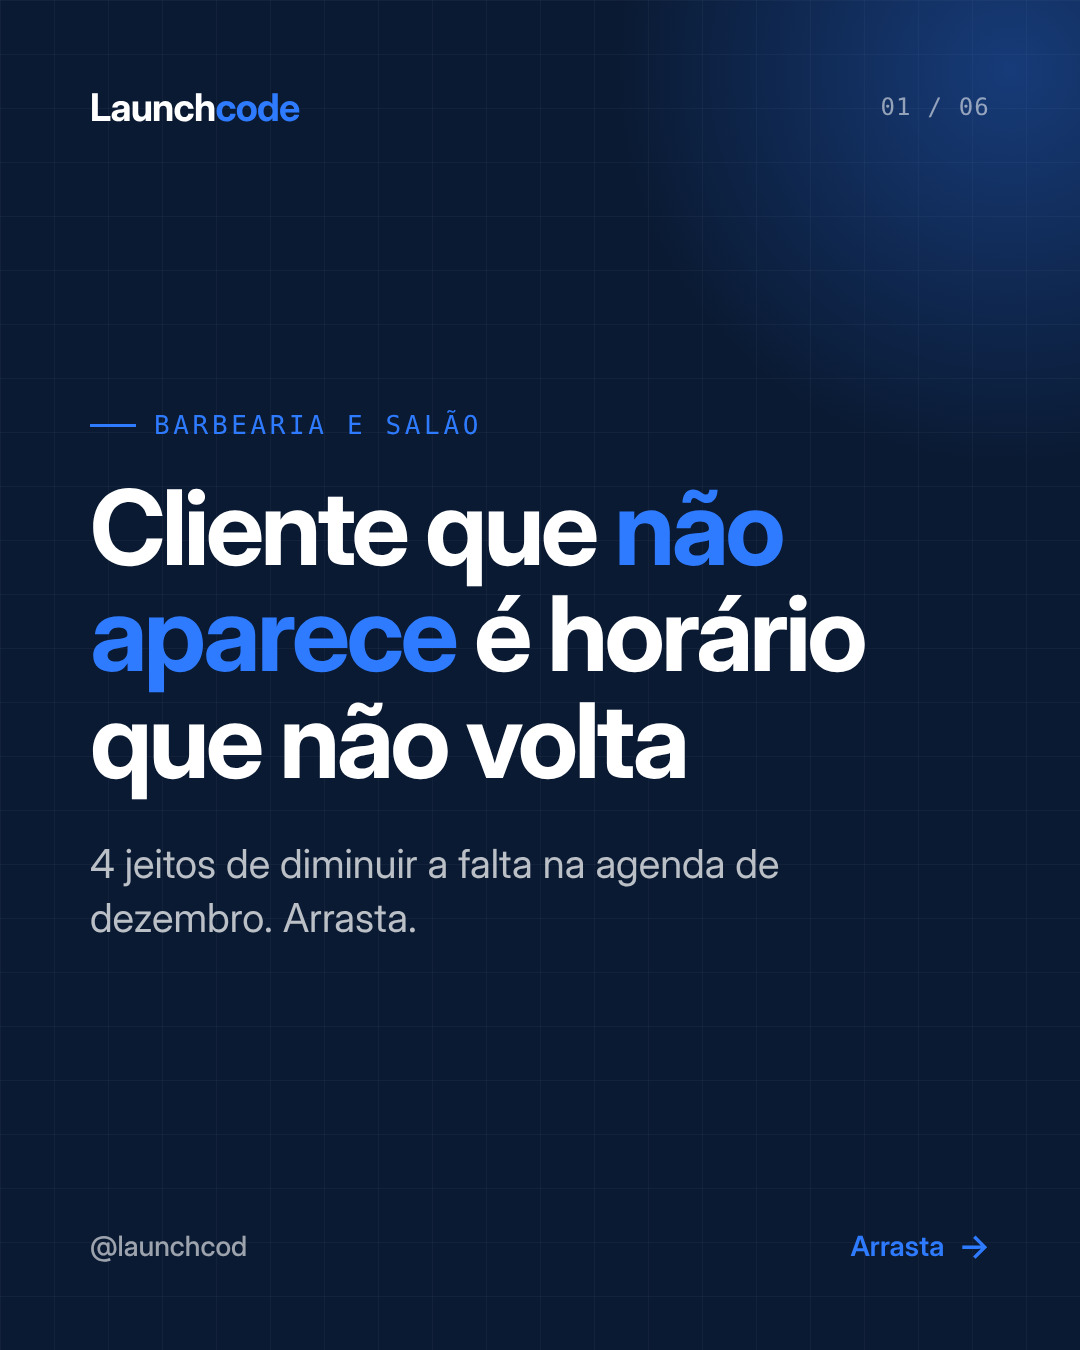 Launchcode
01 / 06
BARBEARIA E SALÃO
Cliente que não
aparece é horário
que não volta
4 jeitos de diminuir a falta na agenda de
dezembro. Arrasta.
@launchcod
Arrasta →